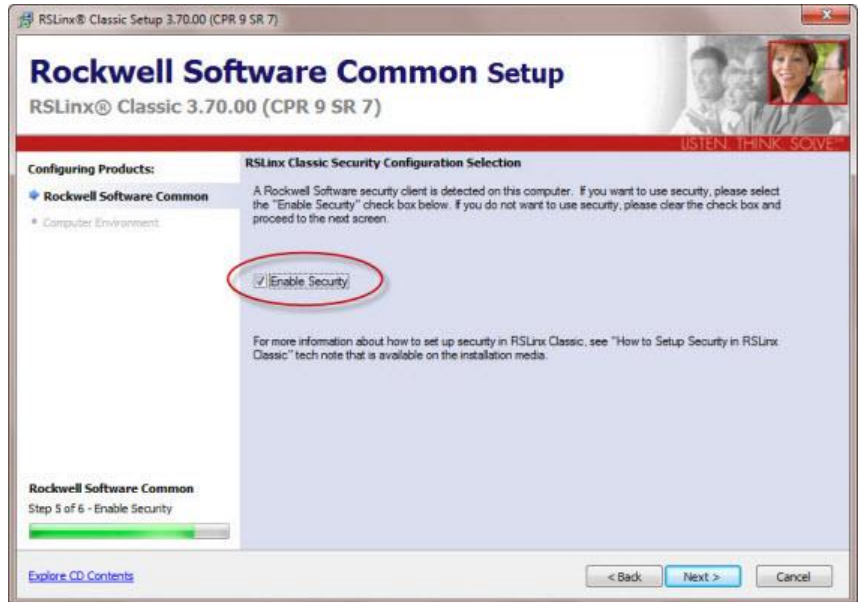 RSLinx® Classic Setup 3.70.00 (CPR 9 SR 7)
Rockwell Software Common Setup
RSLinx® Classic 3.70.00 (CPR 9 SR 7)
LISTEN. THINK. SOLVE.™
Configuring Products:
Rockwell Software Common
Computer Environment
RSLinx Classic Security Configuration Selection
A Rockwell Software security client is detected on this computer. If you want to use security, please select
the "Enable Security" check box below. If you do not want to use security, please clear the check box and
proceed to the next screen.
Enable Security
For more information about how to set up security in RSLinx Classic, see "How to Setup Security in RSLinx
Classic" tech note that is available on the installation media.
Rockwell Software Common
Step 5 of 6 - Enable Security
Explore CD Contents
< Back
Next >
Cancel